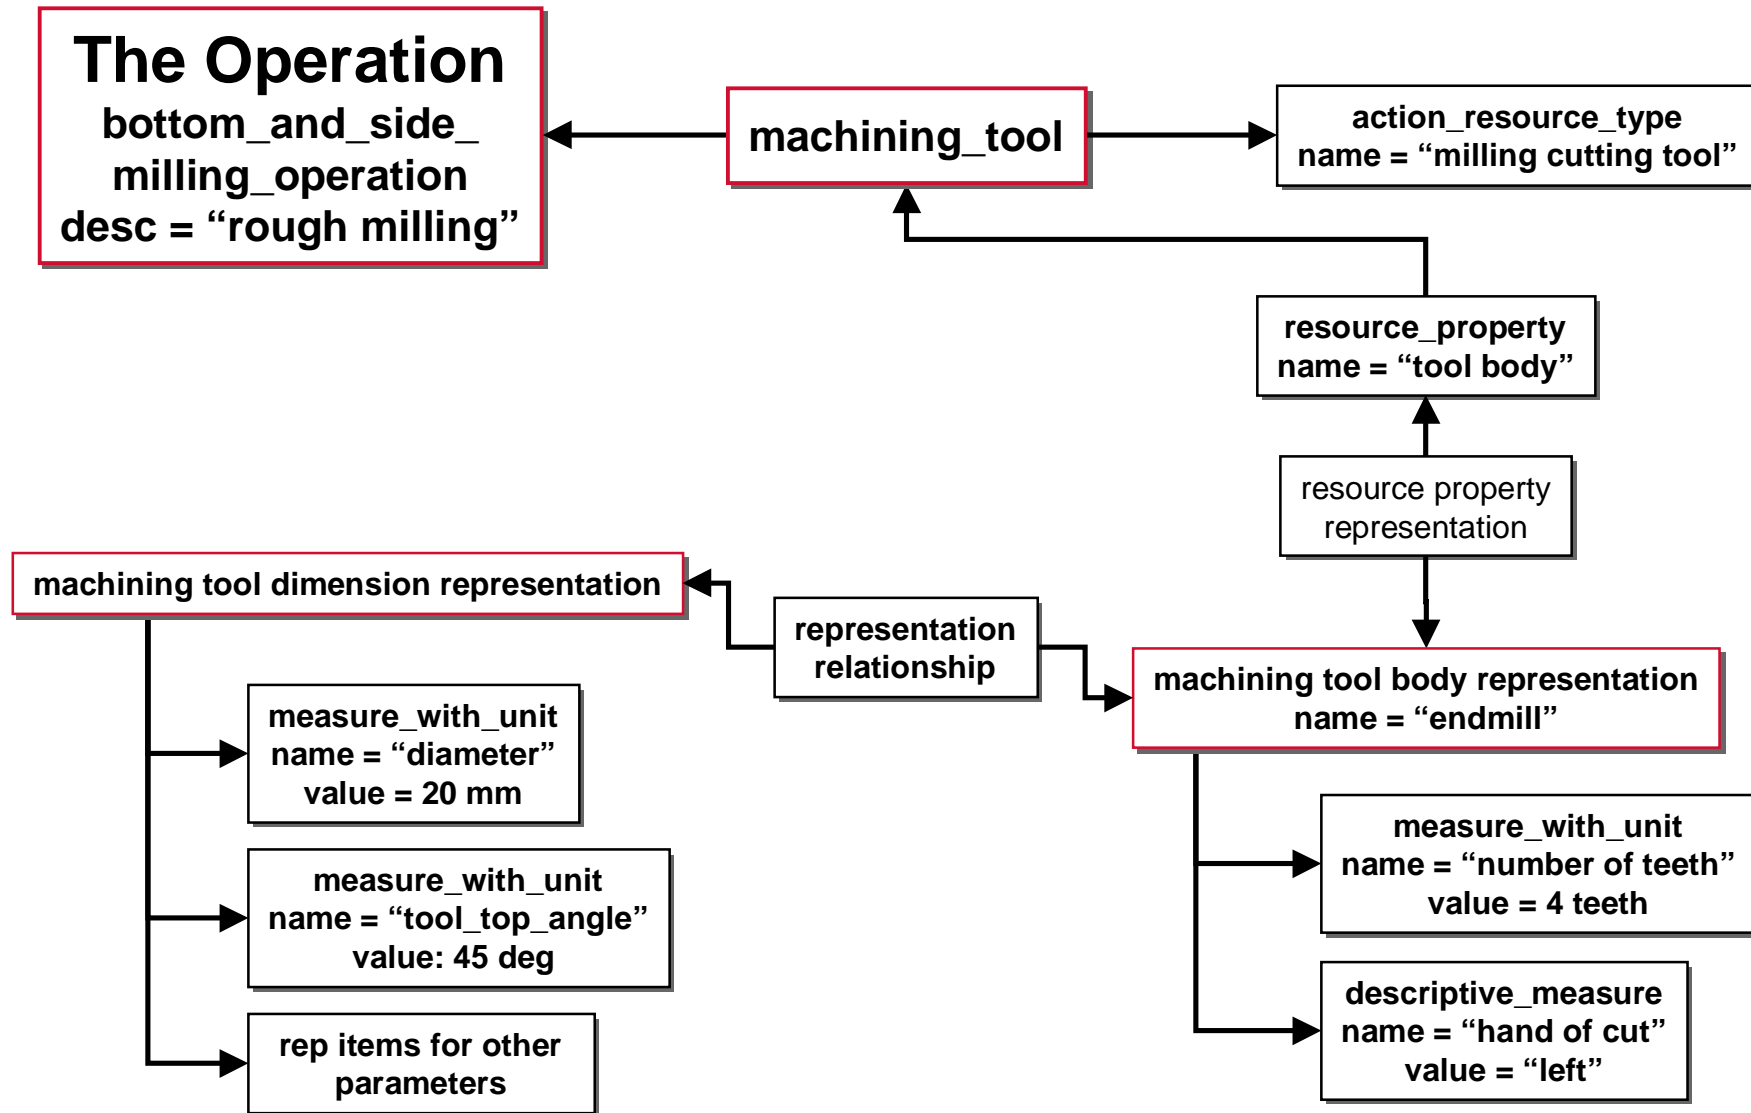 The Operation
bottom_and_side_
milling_operation
desc = “rough milling”
machining_tool
action_resource_type
name = “milling cutting tool”
resource_property
name = “tool body”
resource property
representation
machining tool dimension representation
representation
relationship
machining tool body representation
name = “endmill”
measure_with_unit
name = “diameter”
value = 20 mm
measure_with_unit
name = “tool_top_angle”
value: 45 deg
rep items for other
parameters
measure_with_unit
name = “number of teeth”
value = 4 teeth
descriptive_measure
name = “hand of cut”
value = “left”